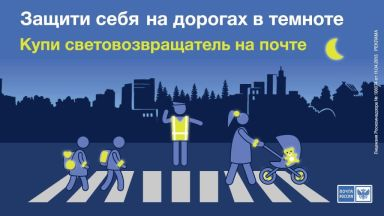 Защити себя на дорогах в темноте
Купи световозвращатель на почте
ПОЧТА
РОССИИ